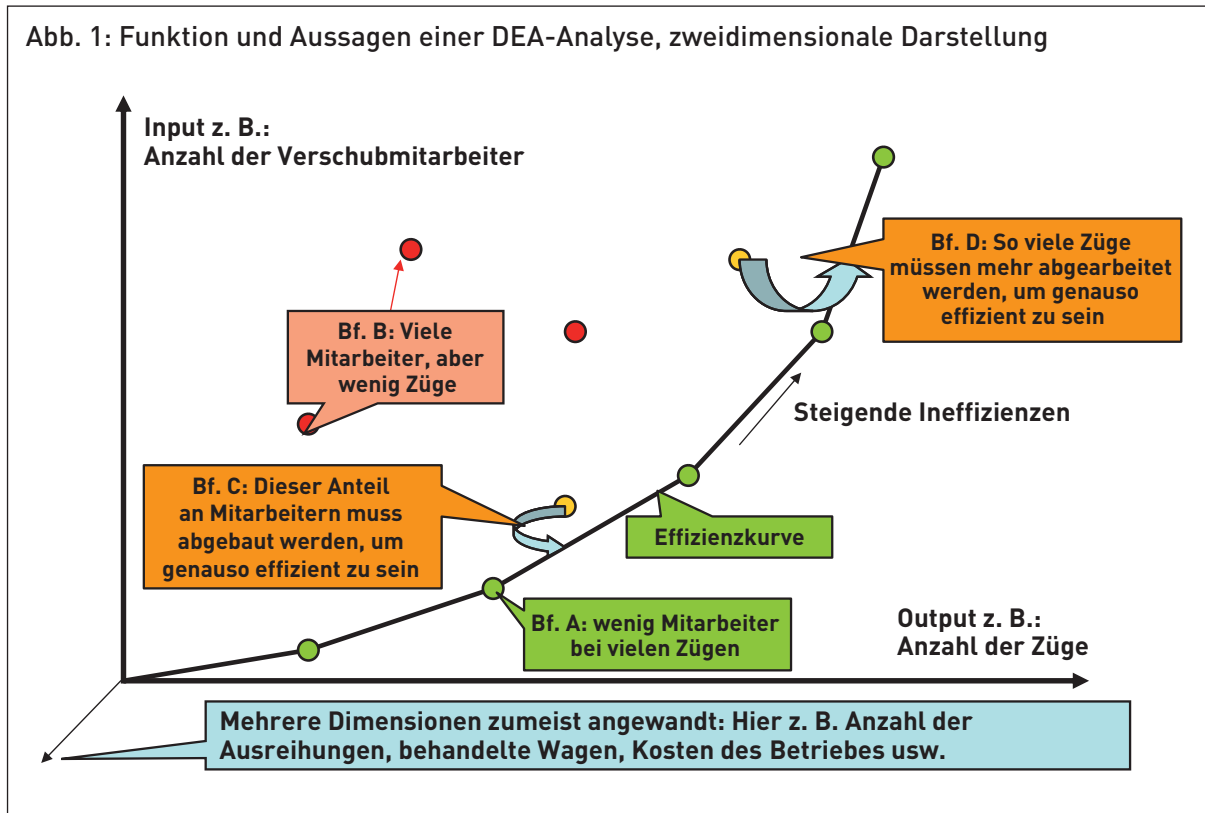 Abb. 1: Funktion und Aussagen einer DEA-Analyse, zweidimensionale Darstellung
Input z. B.:
Anzahl der Verschubmitarbeiter
Bf. D: So viele Züge
müssen mehr abgearbeitet
werden, um genauso
effizient zu sein
Bf. B: Viele
Mitarbeiter, aber
wenig Züge
Steigende Ineffizienzen
Bf. C: Dieser Anteil
an Mitarbeitern muss
abgebaut werden, um
genauso effizient zu sein
Effizienzkurve
Bf. A: wenig Mitarbeiter
bei vielen Zügen
Output z. B.:
Anzahl der Züge
Mehrere Dimensionen zumeist angewandt: Hier z. B. Anzahl der
Ausreihungen, behandelte Wagen, Kosten des Betriebes usw.